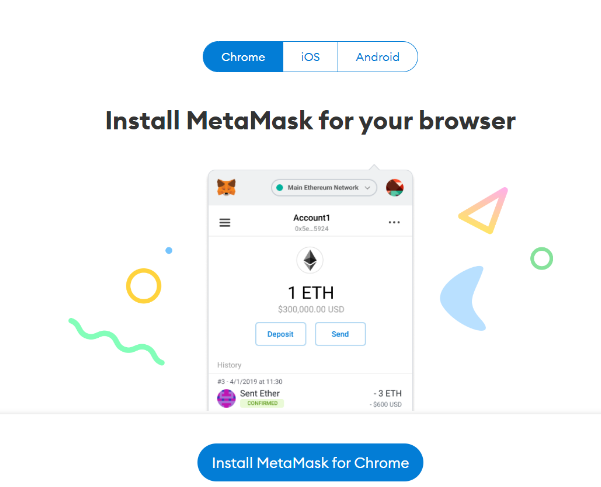 Chrome
iOS
Android
Install MetaMask for your browser
Main Ethereum Network
Account1
0x5e...5924
1 ETH
$300,000.00 USD
Deposit
Send
History
#3 · 4/1/2019 at 11:30
Sent Ether
- 3 ETH
CONFIRMED
- $600 USD
Install MetaMask for Chrome